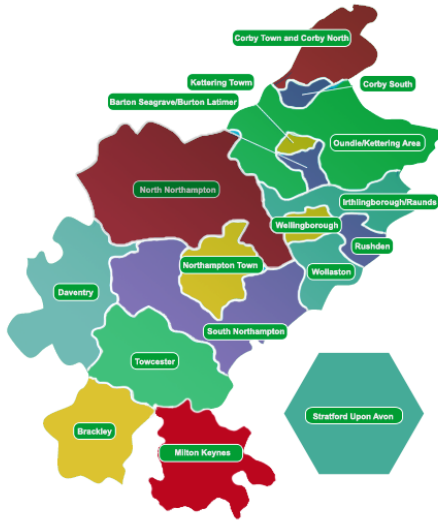 Corby Town and Corby North
Kettering Towm
Corby South
Barton Seagrave/Burton Latimer
Oundle/Kettering Area
North Northampton
Irthlingborough/Raunds
Wellingborough
Rushden
Northampton Town
Wollaston
Daventry
South Northampton
Towcester
Stratford Upon Avon
Brackley
Milton Keynes